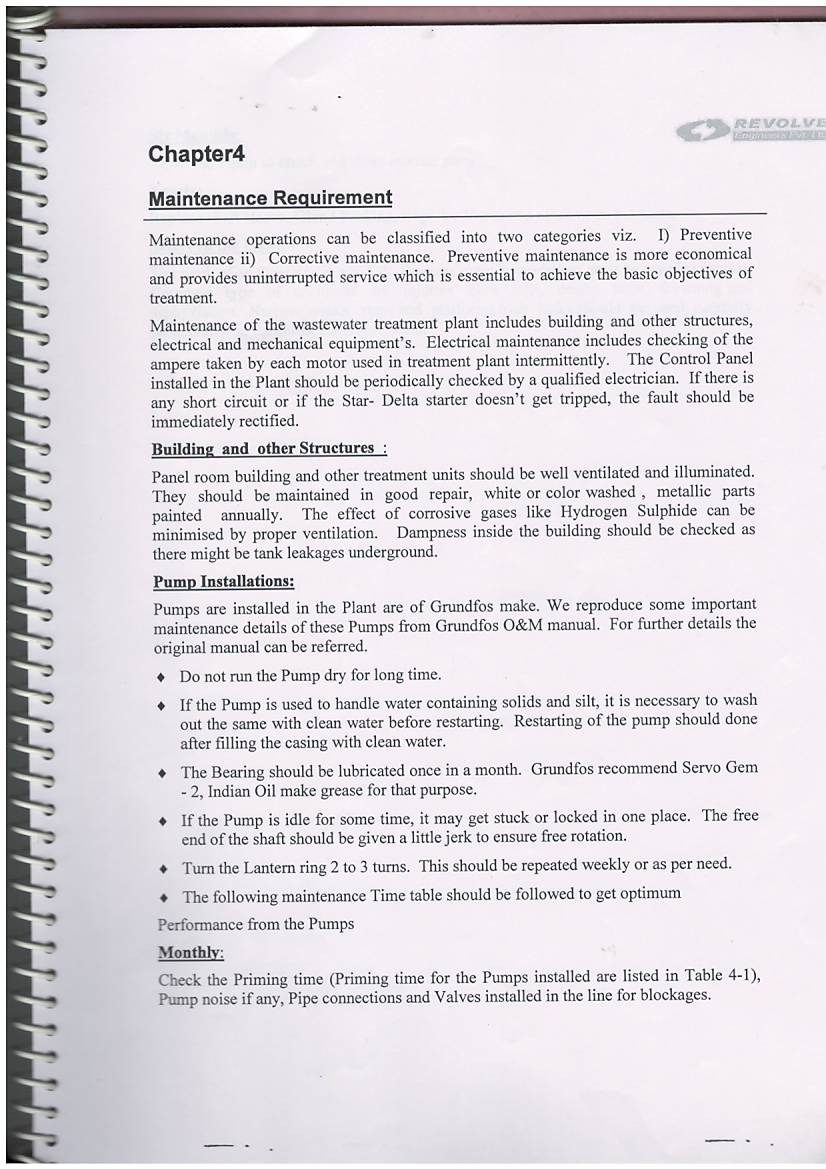 REVOLVE
Engineers Pvt. Lt
Chapter4
Maintenance Requirement
Maintenance operations can be classified into two categories viz. I) Preventive
maintenance ii) Corrective maintenance. Preventive maintenance is more economical
and provides uninterrupted service which is essential to achieve the basic objectives of
treatment.
Maintenance of the wastewater treatment plant includes building and other structures,
electrical and mechanical equipment's. Electrical maintenance includes checking of the
ampere taken by each motor used in treatment plant intermittently. The Control Panel
installed in the Plant should be periodically checked by a qualified electrician. If there is
any short circuit or if the Star- Delta starter doesn't get tripped, the fault should be
immediately rectified.
Building and other Structures :
Panel room building and other treatment units should be well ventilated and illuminated.
They should be maintained in good repair, white or color washed , metallic parts
painted annually. The effect of corrosive gases like Hydrogen Sulphide can be
minimised by proper ventilation. Dampness inside the building should be checked as
there might be tank leakages underground.
Pump Installations:
Pumps are installed in the Plant are of Grundfos make. We reproduce some important
maintenance details of these Pumps from Grundfos O&M manual. For further details the
original manual can be referred.
♦ Do not run the Pump dry for long time.
♦ If the Pump is used to handle water containing solids and silt, it is necessary to wash
out the same with clean water before restarting. Restarting of the pump should done
after filling the casing with clean water.
♦ The Bearing should be lubricated once in a month. Grundfos recommend Servo Gem
- 2, Indian Oil make grease for that purpose.
♦ If the Pump is idle for some time, it may get stuck or locked in one place. The free
end of the shaft should be given a little jerk to ensure free rotation.
♦ Turn the Lantern ring 2 to 3 turns. This should be repeated weekly or as per need.
♦ The following maintenance Time table should be followed to get optimum
Performance from the Pumps
Monthly:
Check the Priming time (Priming time for the Pumps installed are listed in Table 4-1),
Pump noise if any, Pipe connections and Valves installed in the line for blockages.